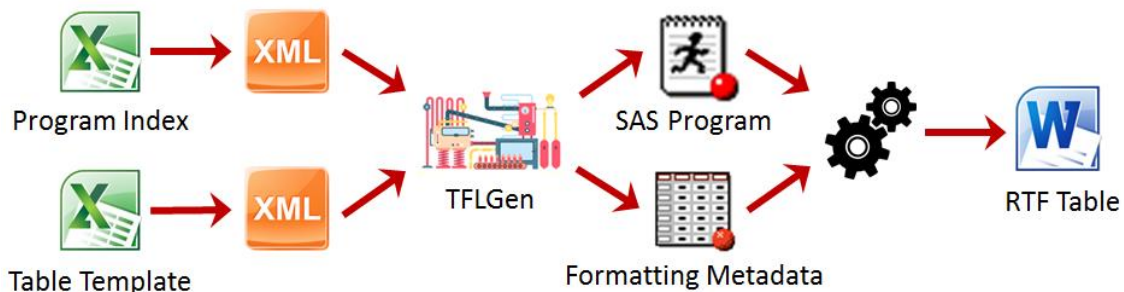 XML
Program Index
SAS Program
TFLGen
W
RTF Table
XML
Table Template
Formatting Metadata